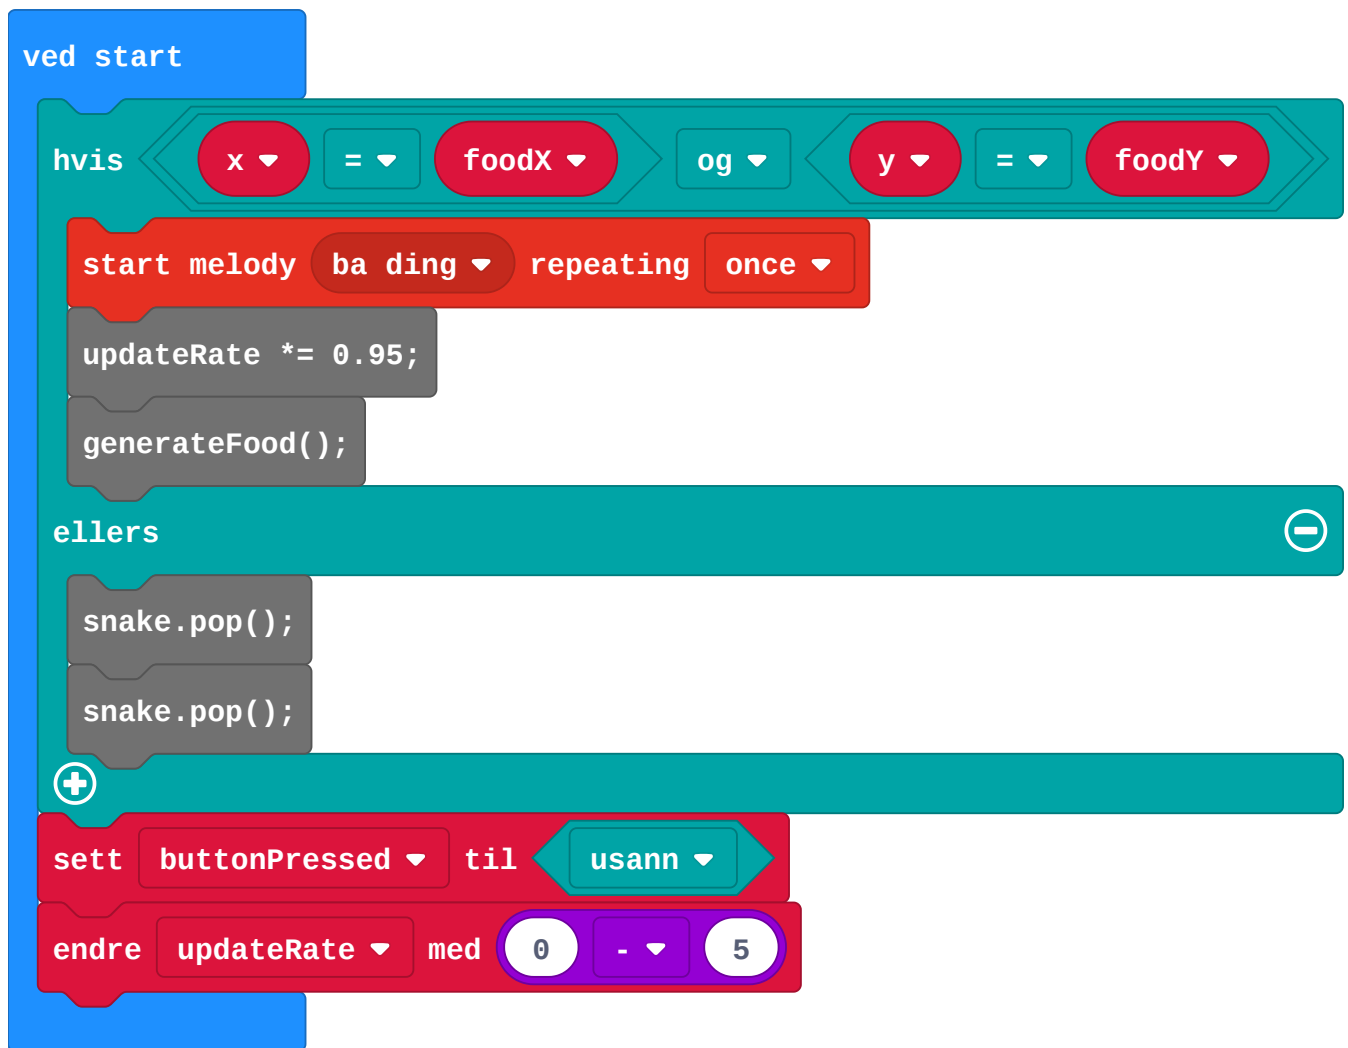 ved start
hvis x = foodX og y = foodY
start melody ba ding repeating once
updateRate *= 0.95;
generateFood();
ellers
snake.pop();
snake.pop();
sett buttonPressed til usann
endre updateRate med 0 - 5